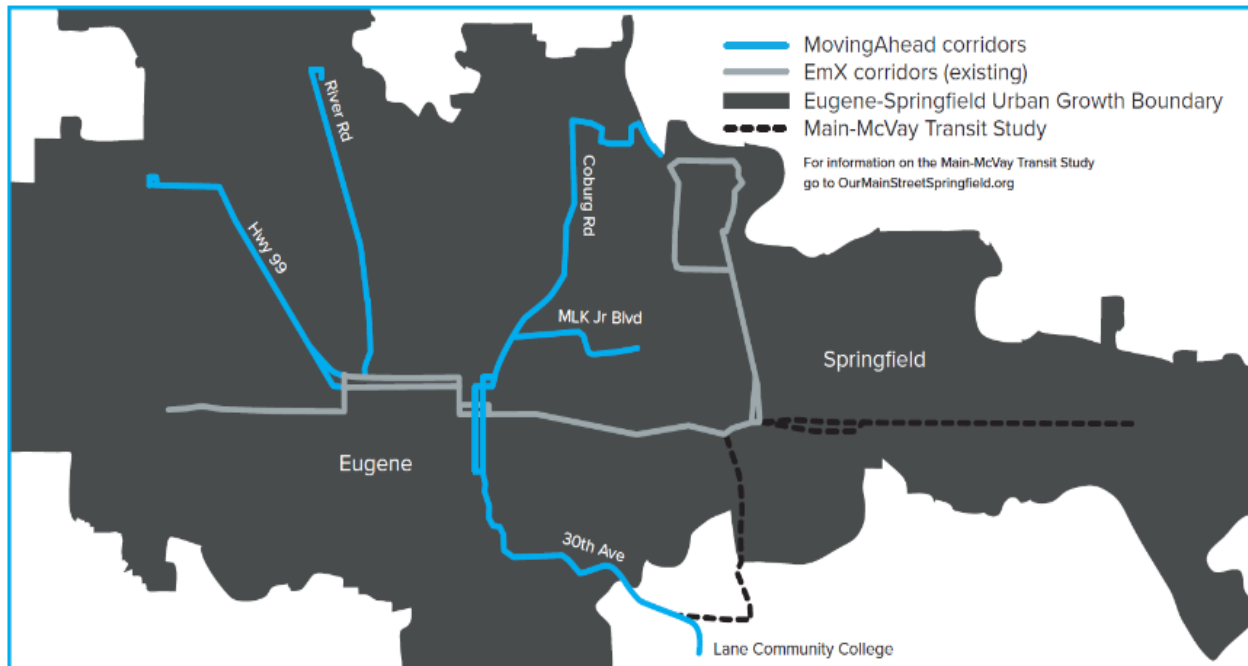 MovingAhead corridors
EmX corridors (existing)
Eugene-Springfield Urban Growth Boundary
Main-McVay Transit Study
For information on the Main-McVay Transit Study
go to OurMainStreetSpringfield.org
River Rd
Coburg Rd
Hwy 99
MLK Jr Blvd
Springfield
Eugene
30th Ave
Lane Community College